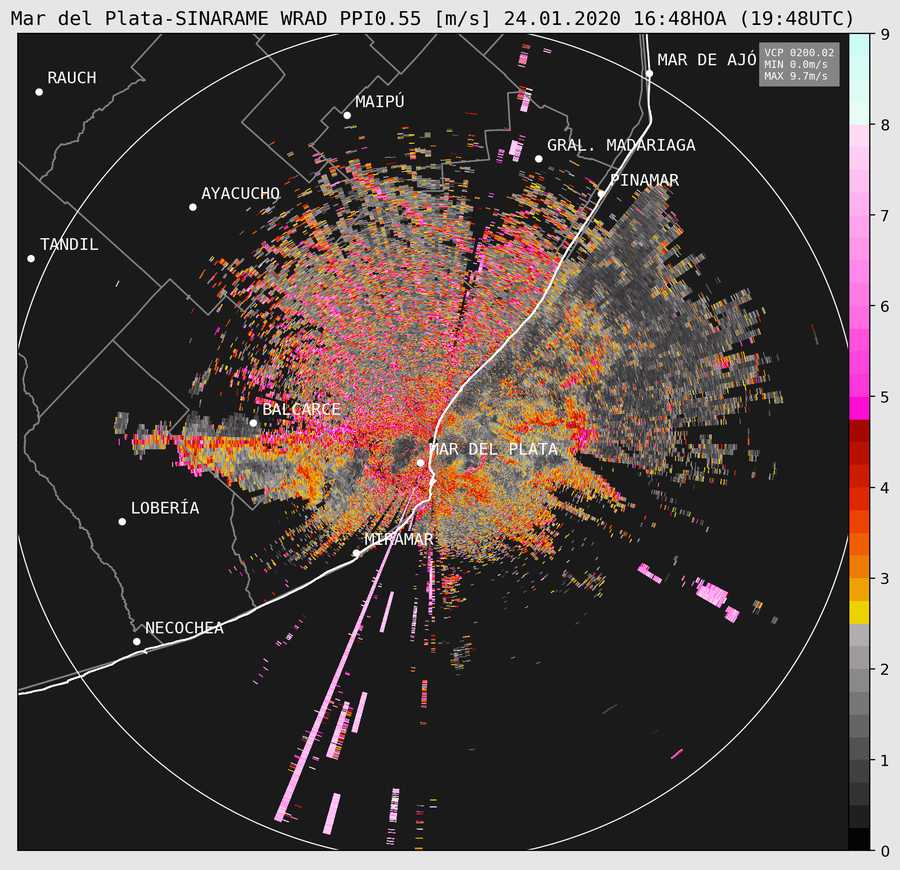 Mar del Plata-SINARAME WRAD PPI0.55 [m/s] 24.01.2020 16:48HOA (19:48UTC)
VCP 0200.02
MIN 0.0m/s
MAX 9.7m/s
9
8
7
6
5
4
3
2
1
0
MAR DE AJÓ
RAUCH
MAIPÚ
GRAL. MADARIAGA
PINAMAR
AYACUCHO
TANDIL
BALCARCE
MAR DEL PLATA
LOBERÍA
MIRAMAR
NECOCHEA